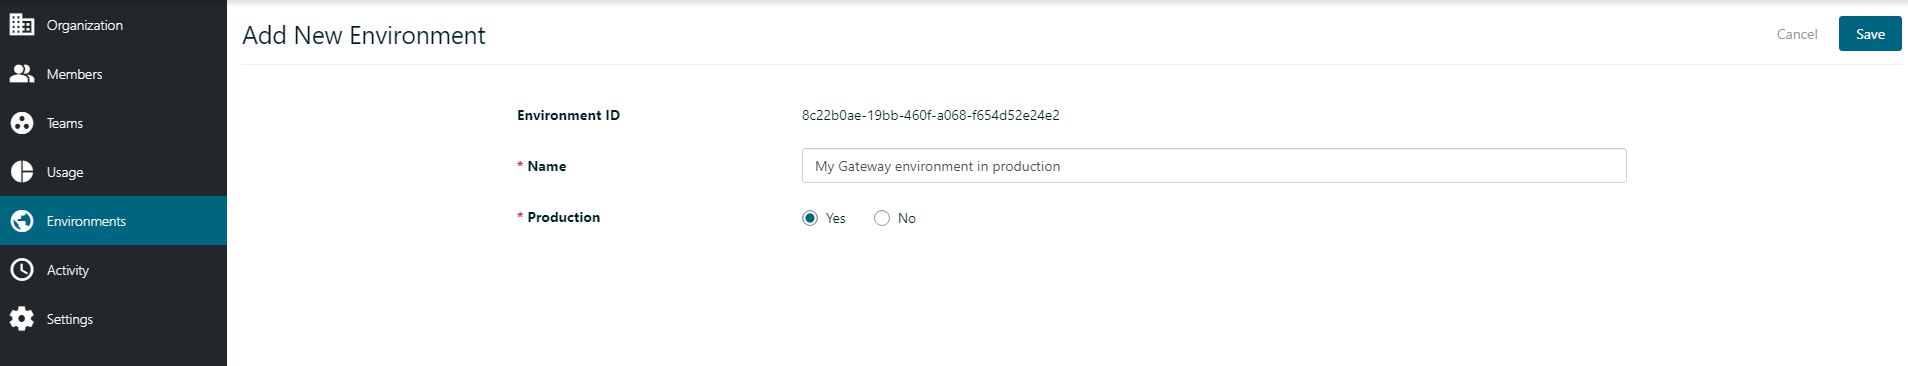 Organization
Members
Teams
Usage
Environments
Activity
Settings
Add New Environment
Cancel
Save
Environment ID
8c22b0ae-19bb-460f-a068-f654d52e24e2
* Name
My Gateway environment in production
* Production
Yes
No